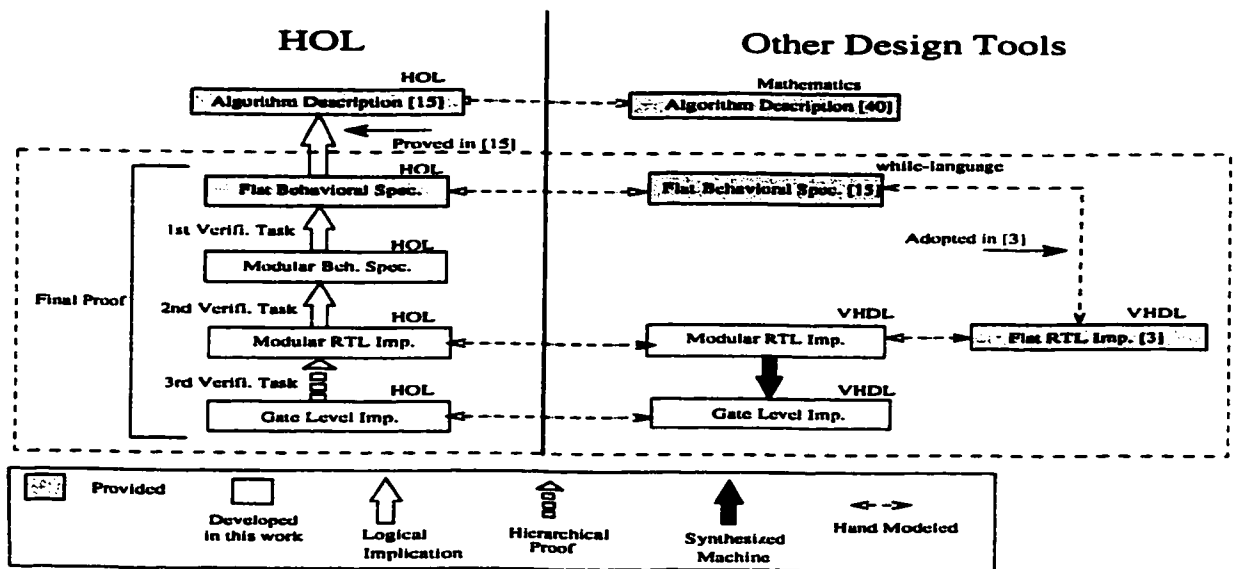 HOL
Other Design Tools
HOL
Mathematics
Algorithm Description [15]
Algorithm Description [40]
Proved in [15]
HOL
while-language
Flat Behavioral Spec.
Flat Behavioral Spec. [15]
1st Verifi. Task
HOL
Adopted in [3]
Modular Beh. Spec.
Final Proof
2nd Verifi. Task
HOL
VHDL
VHDL
Modular RTL Imp.
Modular RTL Imp.
Flat RTL Imp. [3]
3rd Verifi. Task
HOL
VHDL
Gate Level Imp.
Gate Level Imp.
Provided
Developed
in this work
Logical
Implication
Hierarchical
Proof
Synthesized
Machine
Hand Modeled